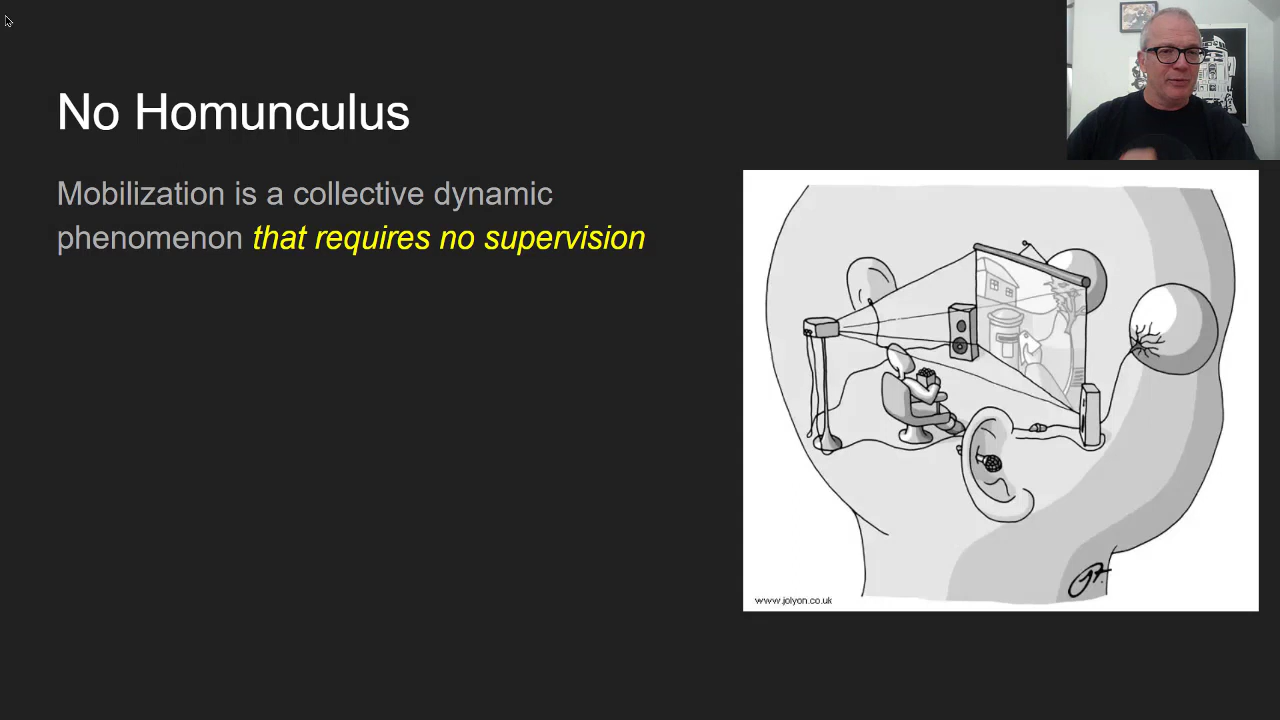 No Homunculus
Mobilization is a collective dynamic
phenomenon that requires no supervision
www.jolyon.co.uk